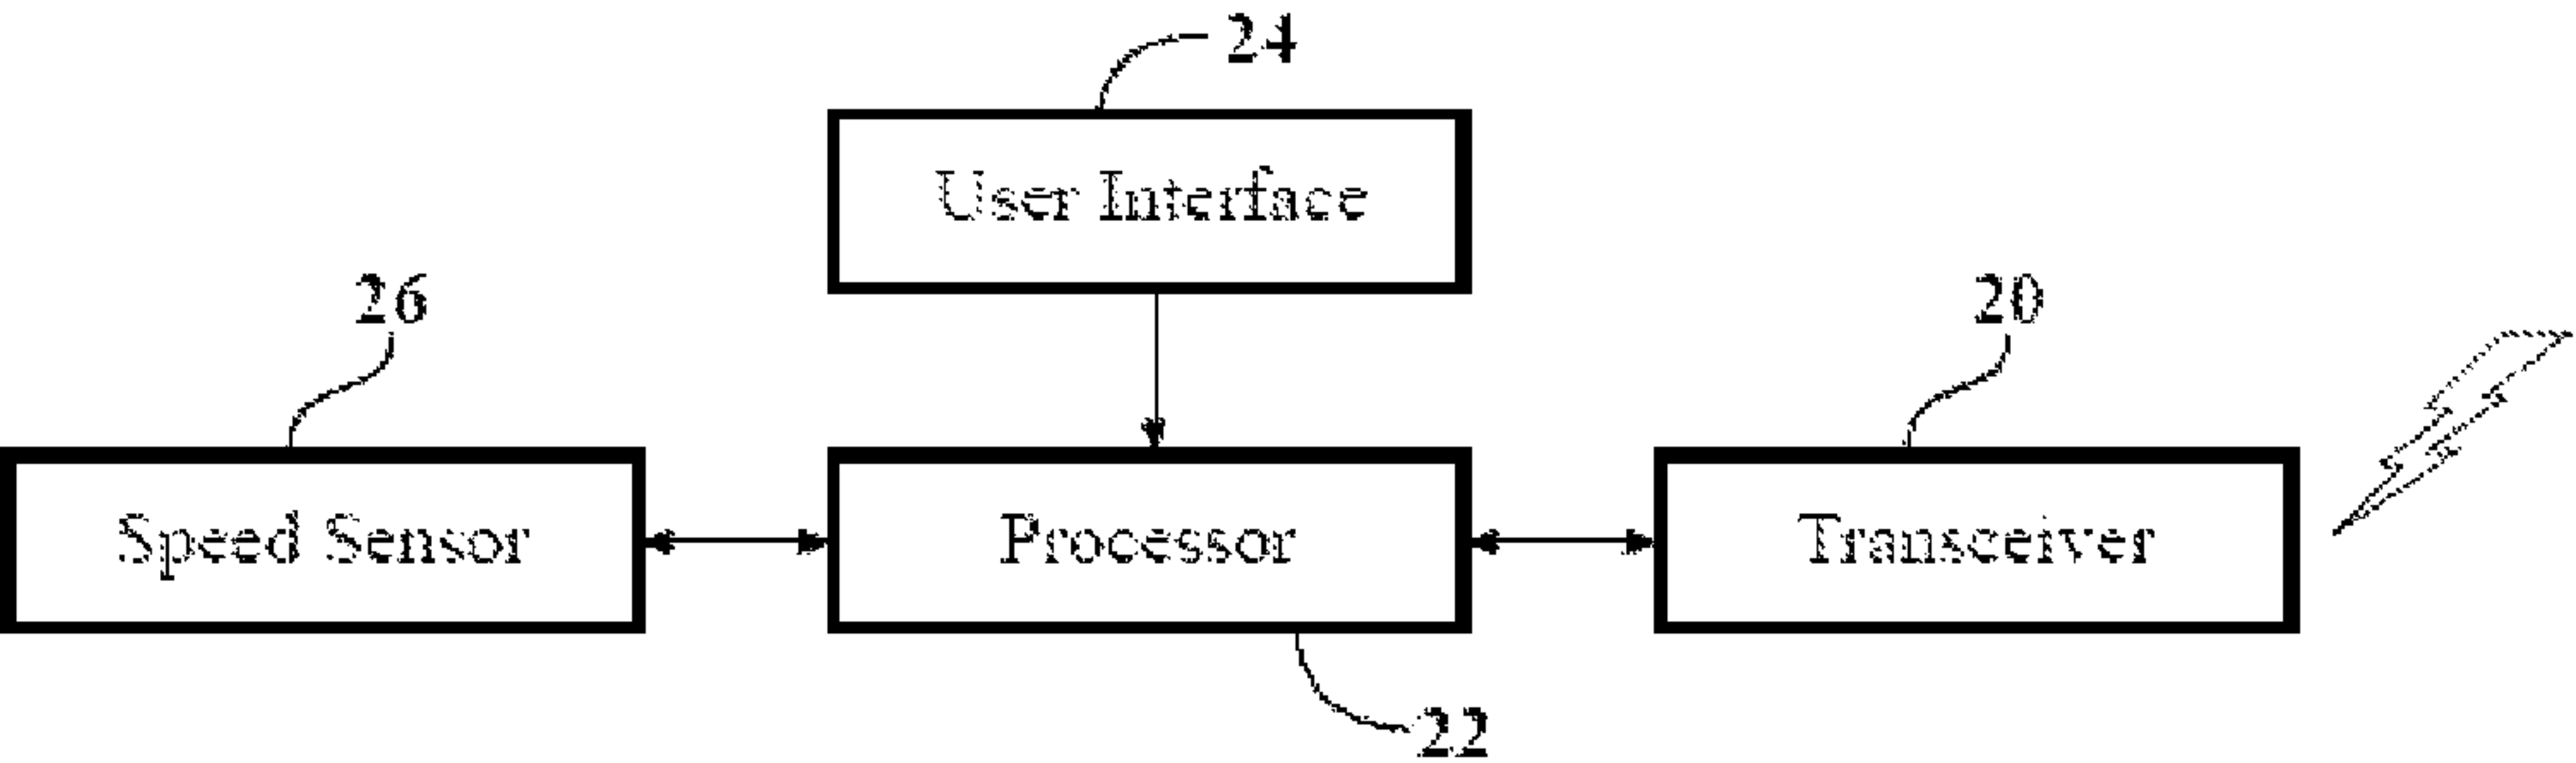 24
User Interface
26
20
Speed Sensor
Processor
Transceiver
22